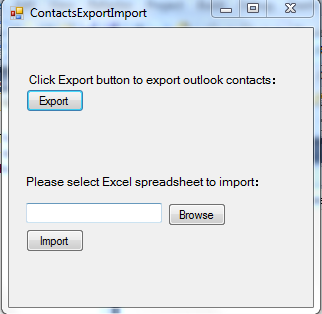 ContactsExportImport
Click Export button to export outlook contacts:
Export
Please select Excel spreadsheet to import:
Browse
Import